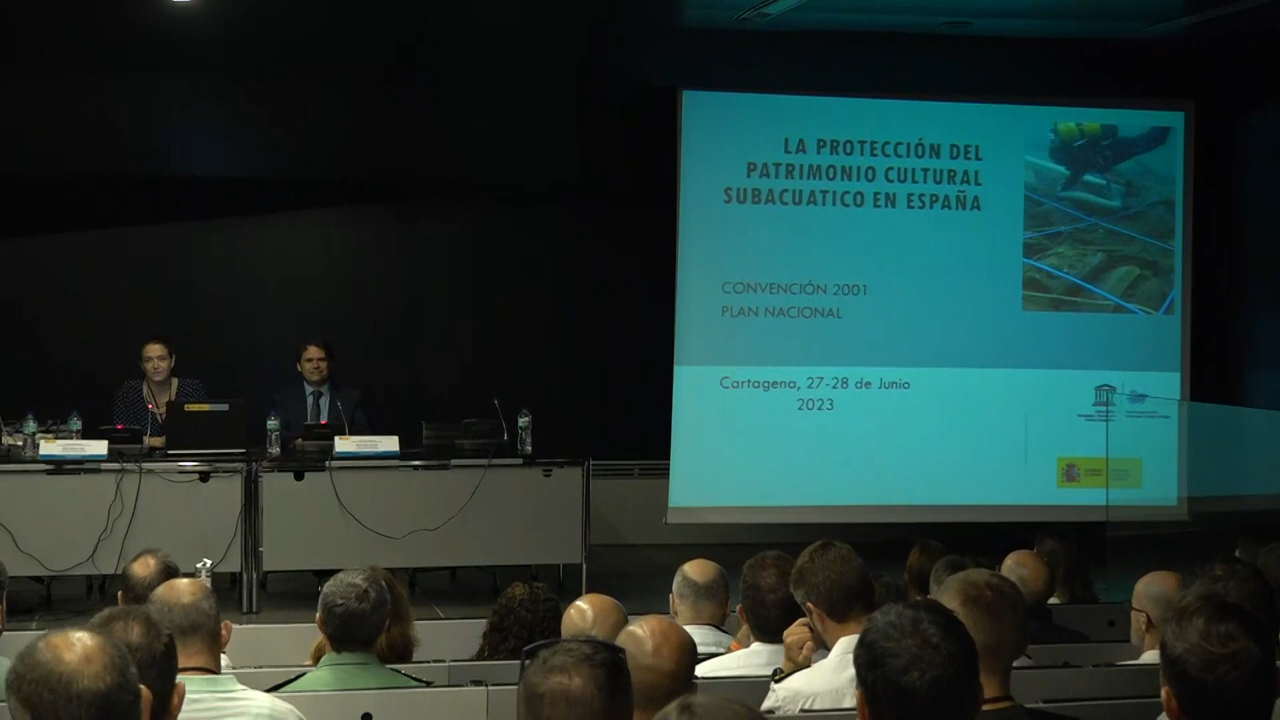 LA PROTECCIÓN DEL
PATRIMONIO CULTURAL
SUBACUATICO EN ESPAÑA
CONVENCIÓN 2001
PLAN NACIONAL
Cartagena, 27-28 de Junio
2023